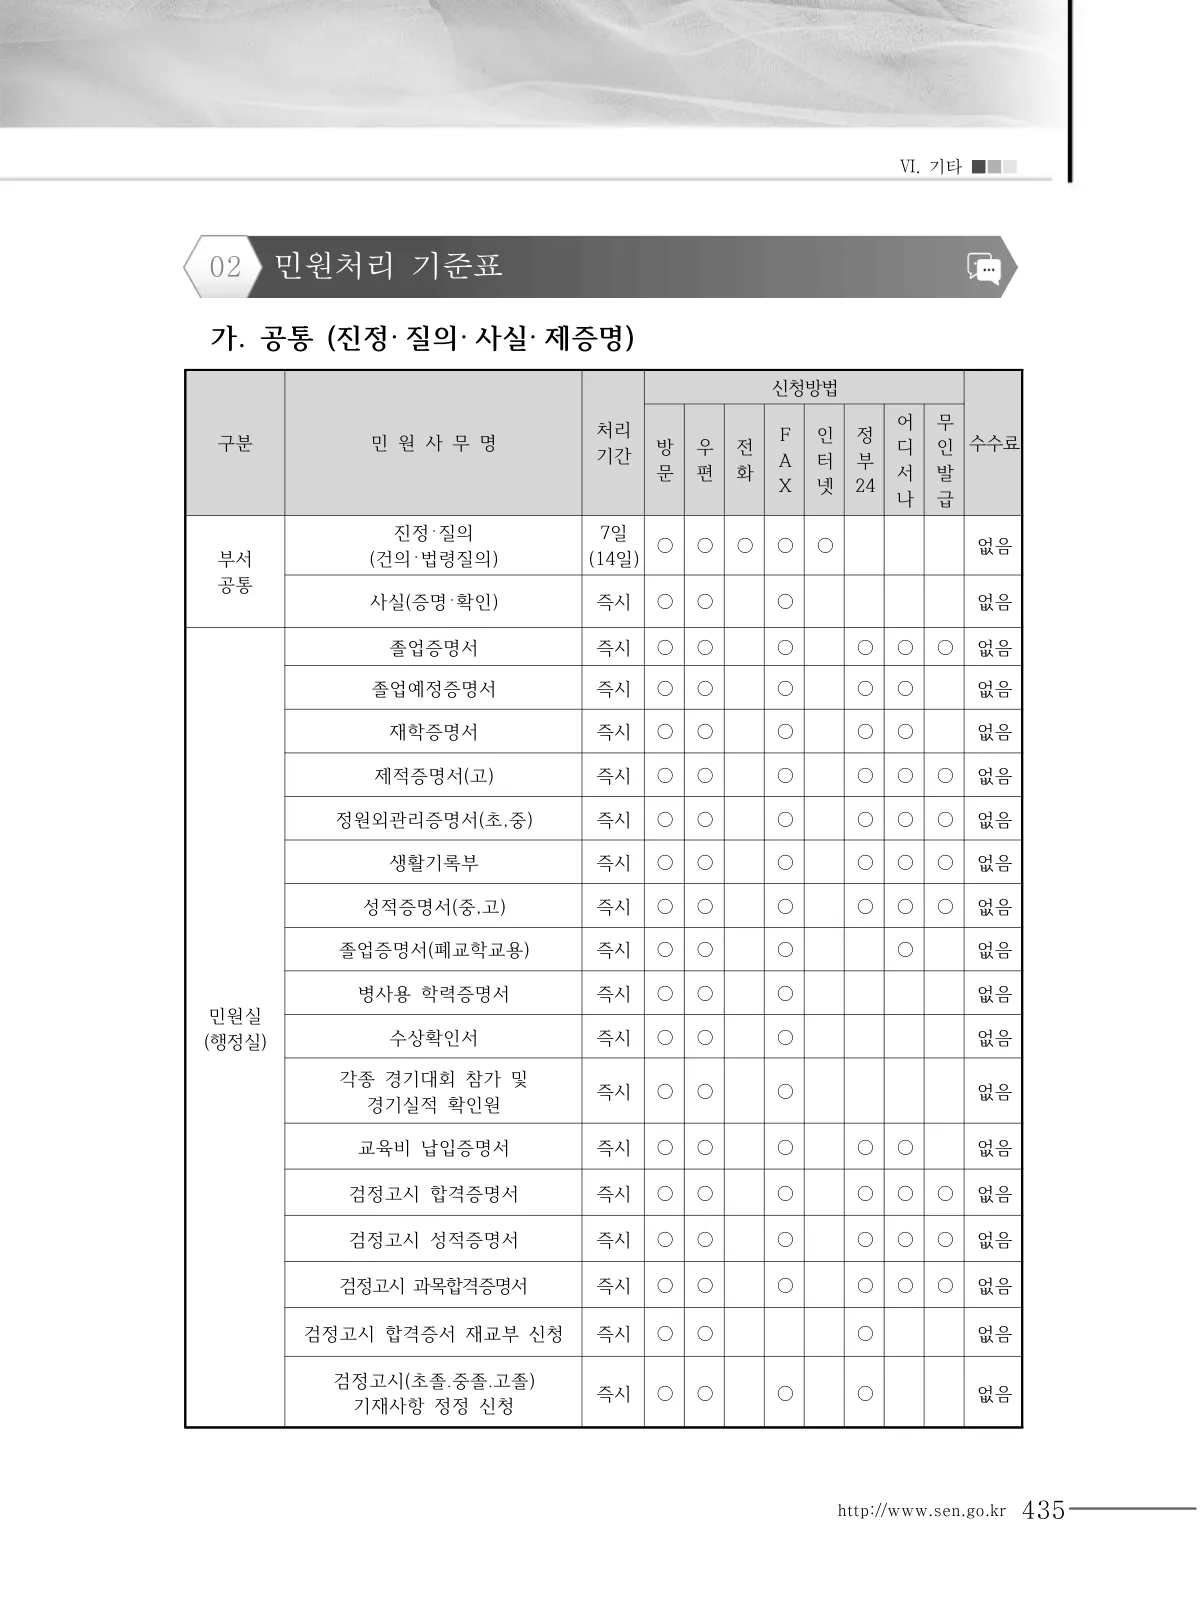 Ⅵ. 기타
02 민원처리 기준표
가. 공통 (진정·질의·사실·제증명)
구분 민 원 사 무 명 처리 기간 신청방법 수수료
방문 우편 전화 FAX 인터넷 정부24 어디서나 무인발급
부서 공통
진정·질의
(건의·법령질의)
7일
(14일)
○ ○ ○ ○ ○ 없음
사실(증명·확인) 즉시 ○ ○ ○ 없음
민원실
(행정실)
졸업증명서 즉시 ○ ○ ○ ○ ○ ○ 없음
졸업예정증명서 즉시 ○ ○ ○ ○ ○ 없음
재학증명서 즉시 ○ ○ ○ ○ ○ 없음
제적증명서(고) 즉시 ○ ○ ○ ○ ○ ○ 없음
정원외관리증명서(초,중) 즉시 ○ ○ ○ ○ ○ ○ 없음
생활기록부 즉시 ○ ○ ○ ○ ○ ○ 없음
성적증명서(중,고) 즉시 ○ ○ ○ ○ ○ ○ 없음
졸업증명서(폐교학교용) 즉시 ○ ○ ○ ○ 없음
병사용 학력증명서 즉시 ○ ○ ○ 없음
수상확인서 즉시 ○ ○ ○ 없음
각종 경기대회 참가 및
경기실적 확인원
즉시 ○ ○ ○ 없음
교육비 납입증명서 즉시 ○ ○ ○ ○ ○ 없음
검정고시 합격증명서 즉시 ○ ○ ○ ○ ○ ○ 없음
검정고시 성적증명서 즉시 ○ ○ ○ ○ ○ ○ 없음
검정고시 과목합격증명서 즉시 ○ ○ ○ ○ ○ ○ 없음
검정고시 합격증서 재교부 신청 즉시 ○ ○ ○ 없음
검정고시(초졸.중졸.고졸)
기재사항 정정 신청
즉시 ○ ○ ○ ○ 없음
http://www.sen.go.kr 435